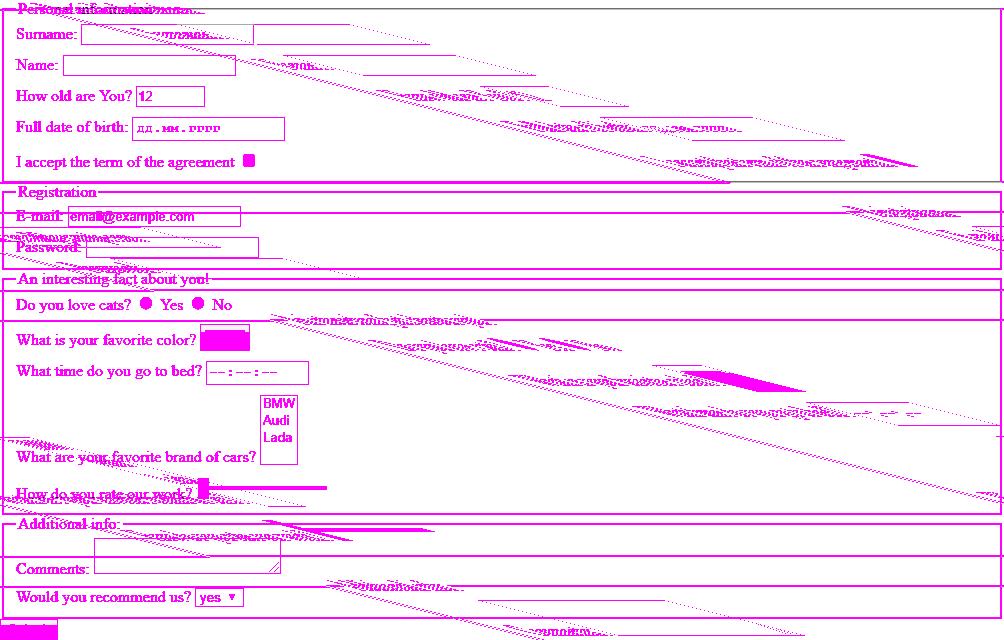 Personal information
Surname:
Name:
How old are You? 12
Full date of birth: дд.мм.гггг
I accept the term of the agreement
Registration
E-mail: email@example.com
Password:
An interesting fact about you!
Do you love cats? Yes No
What is your favorite color?
What time do you go to bed? --:--:--
BMW
Audi
Lada
What are your favorite brand of cars?
How do you rate our work?
Additional info:
Comments:
Would you recommend us? yes